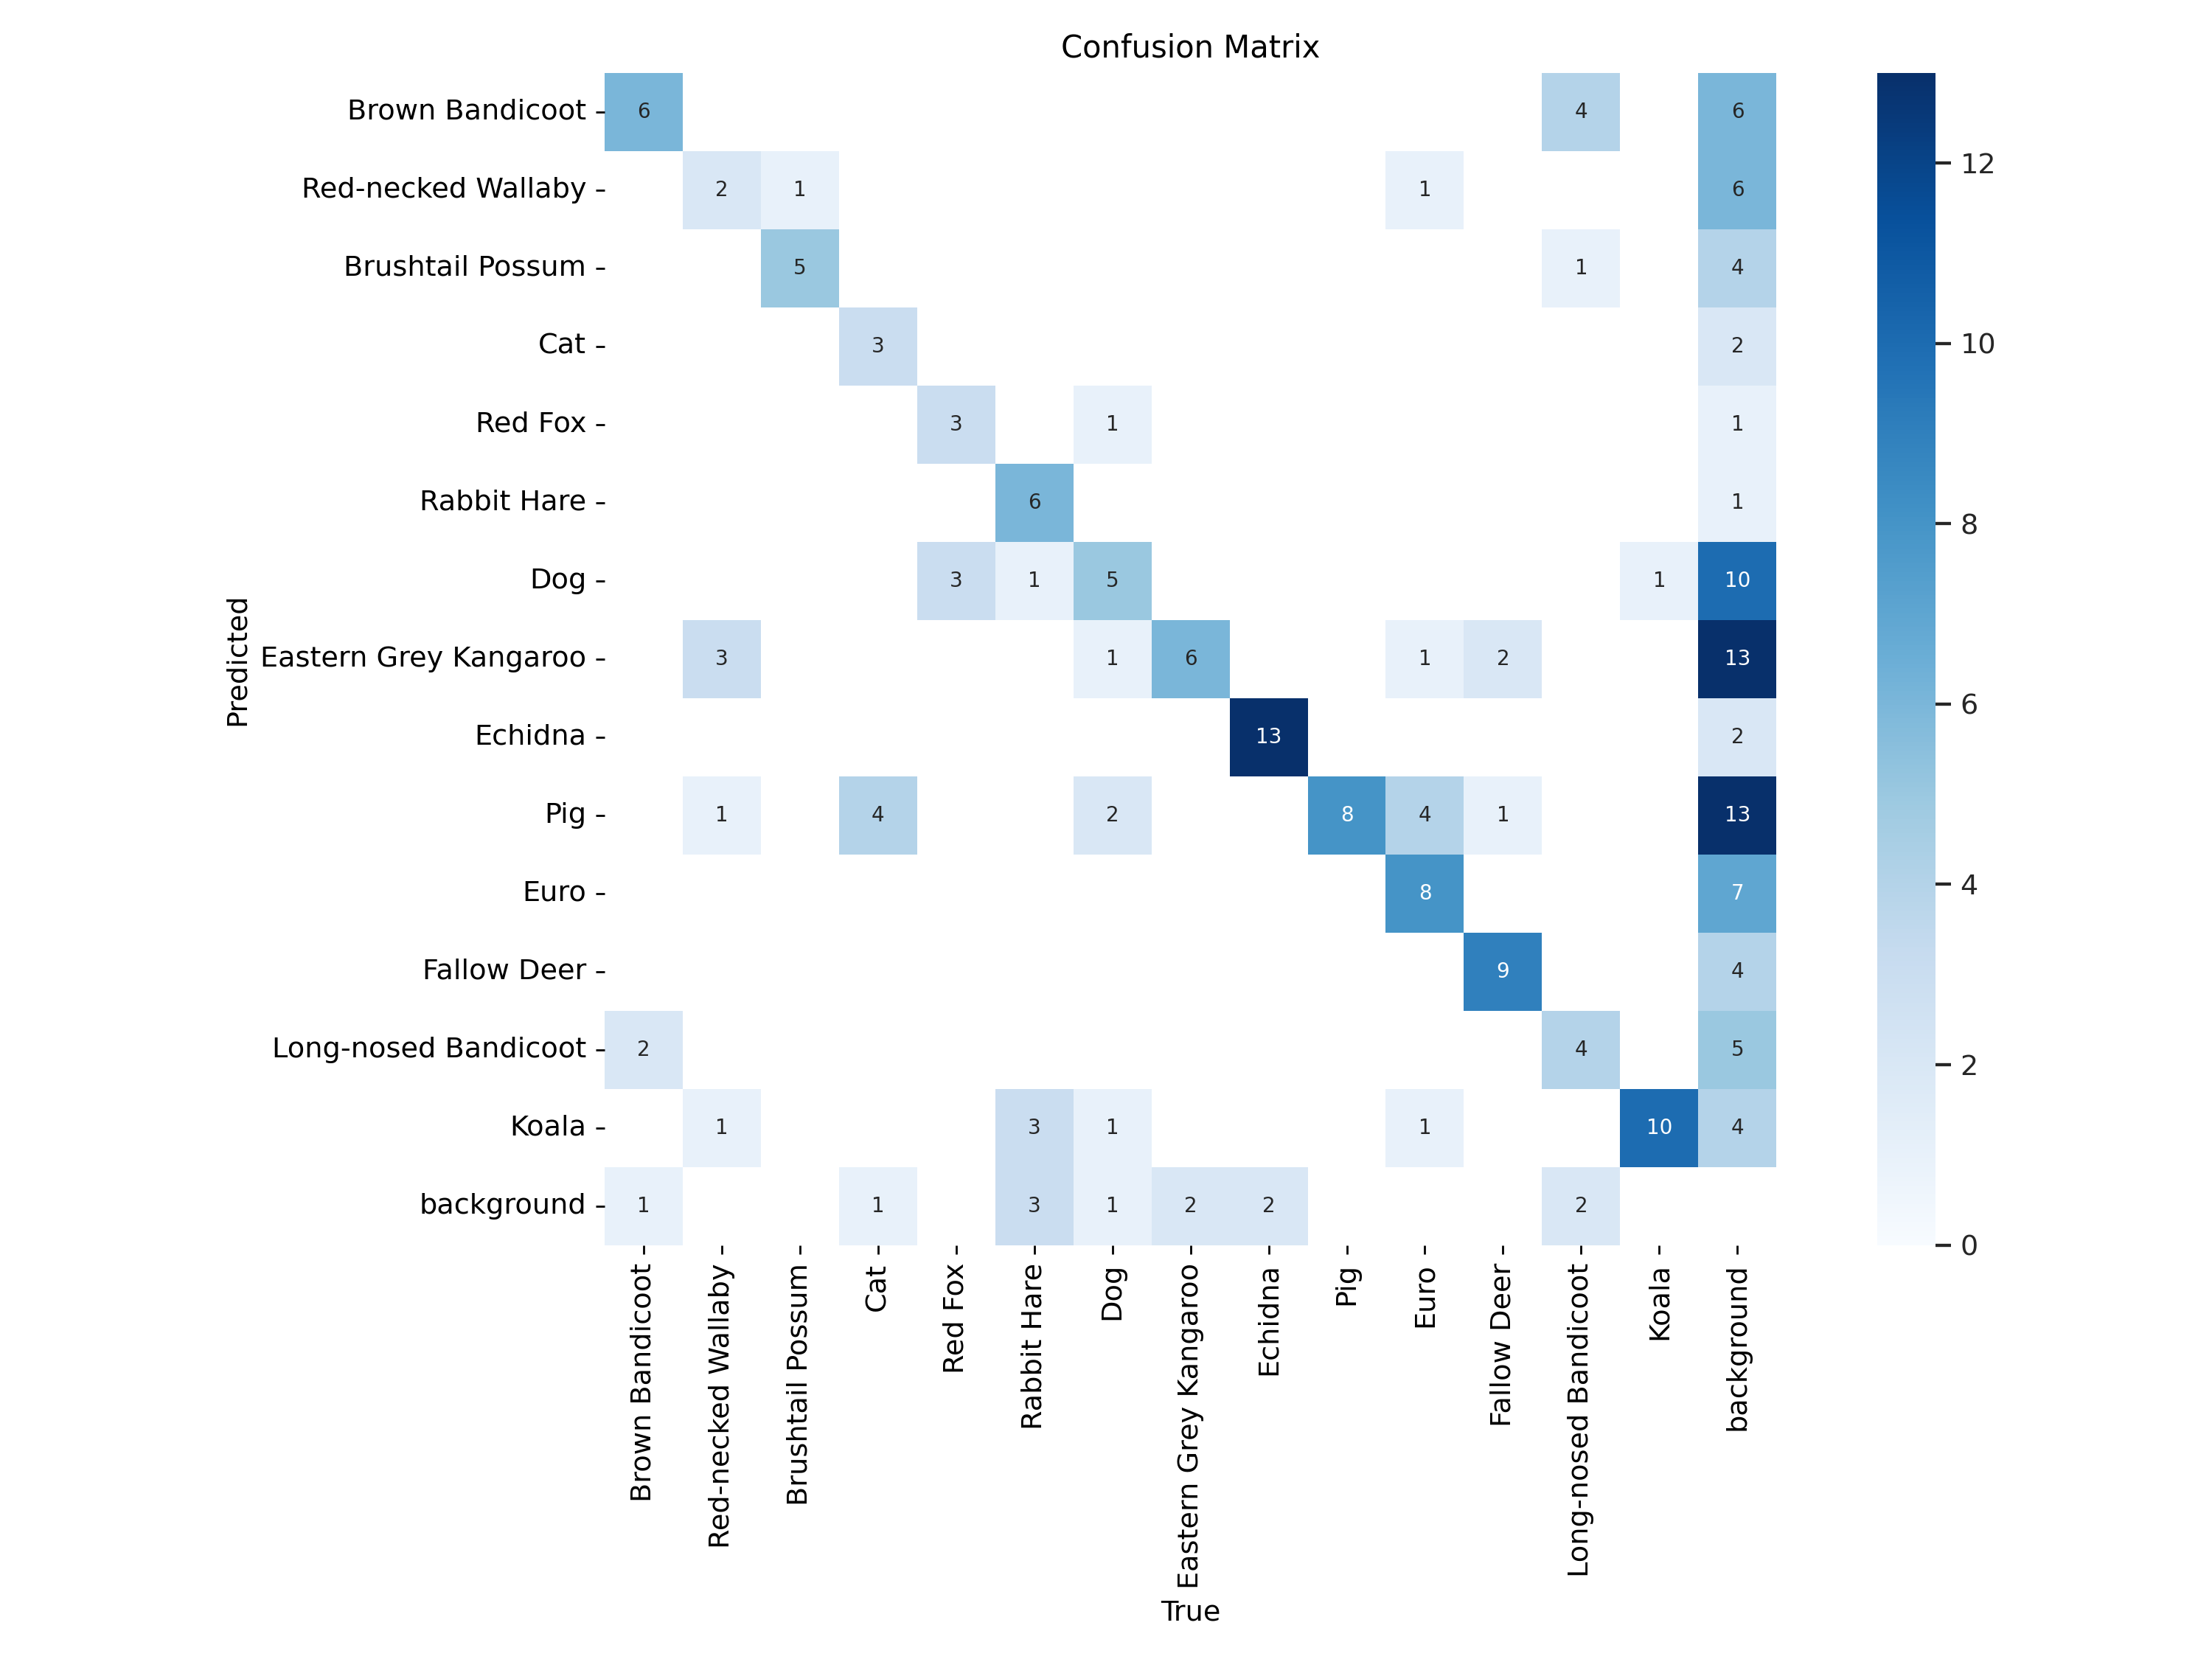 Confusion Matrix
Predicted
Brown Bandicoot 6 4 6
Red-necked Wallaby 2 1 1 6
Brushtail Possum 5 1 4
Cat 3 2
Red Fox 3 1 1
Rabbit Hare 6 1
Dog 3 1 5 1 10
Eastern Grey Kangaroo 3 1 6 1 2 13
Echidna 13 2
Pig 1 4 2 8 4 1 13
Euro 8 7
Fallow Deer 9 4
Long-nosed Bandicoot 2 4 5
Koala 1 3 1 1 10 4
background 1 1 3 1 2 2 2
Brown Bandicoot
Red-necked Wallaby
Brushtail Possum
Cat
Red Fox
Rabbit Hare
Dog
Eastern Grey Kangaroo
Echidna
Pig
Euro
Fallow Deer
Long-nosed Bandicoot
Koala
background
True
12
10
8
6
4
2
0